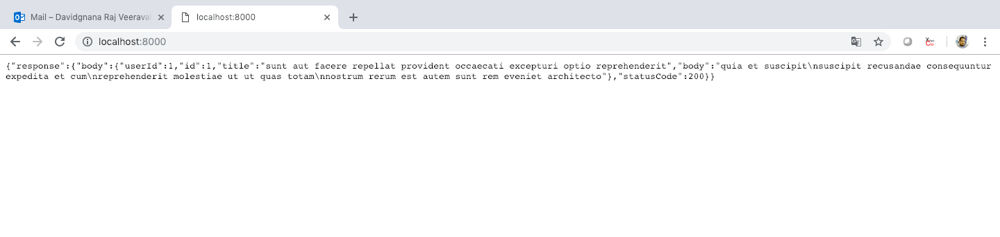 Mail – Davidgnana Raj Veerava
localhost:8000
localhost:8000
{"response":{"body":{"userId":1,"id":1,"title":"sunt aut facere repellat provident occaecati excepturi optio reprehenderit","body":"quia et suscipit\nsuscipit recusandae consequuntur
expedita et cum\nreprehenderit molestiae ut ut quas totam\nnostrum rerum est autem sunt rem eveniet architecto"},"statusCode":200}}